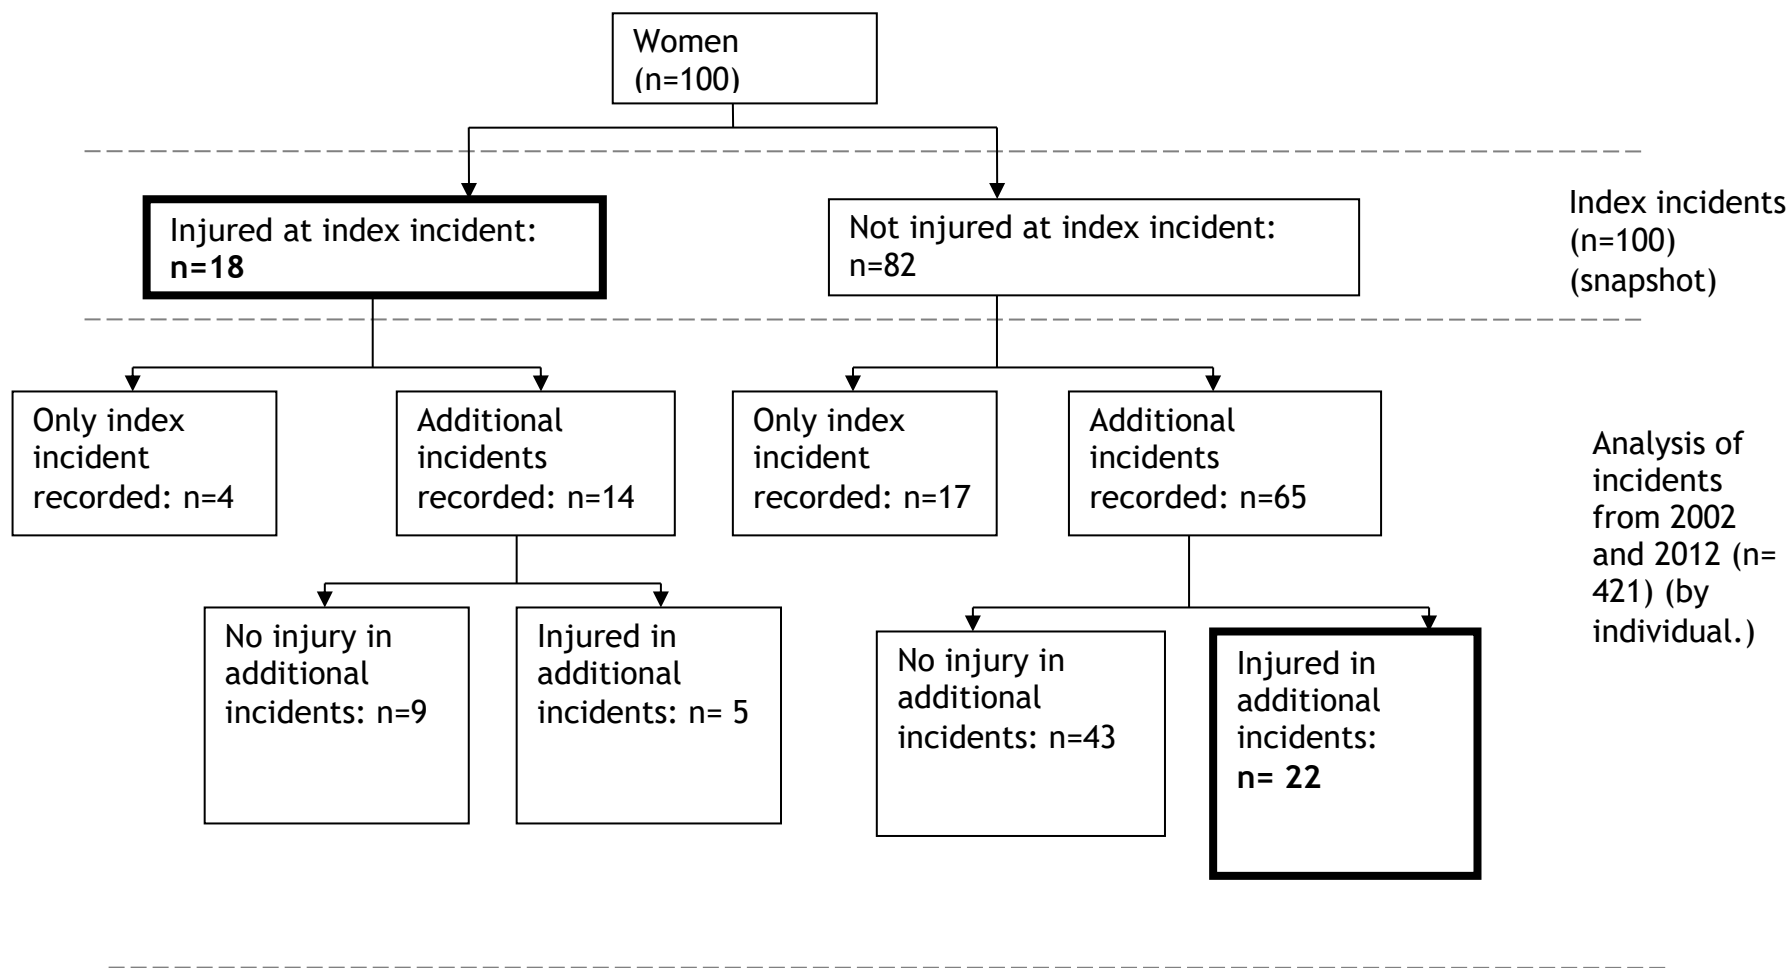 Women
(n=100)
Injured at index incident:
n=18
Not injured at index incident:
n=82
Index incidents
(n=100)
(snapshot)
Only index
incident
recorded: n=4
Additional
incidents
recorded: n=14
Only index
incident
recorded: n=17
Additional
incidents
recorded: n=65
Analysis of
incidents
from 2002
and 2012 (n=
421) (by
individual.)
No injury in
additional
incidents: n=9
Injured in
additional
incidents: n= 5
No injury in
additional
incidents: n=43
Injured in
additional
incidents:
n= 22